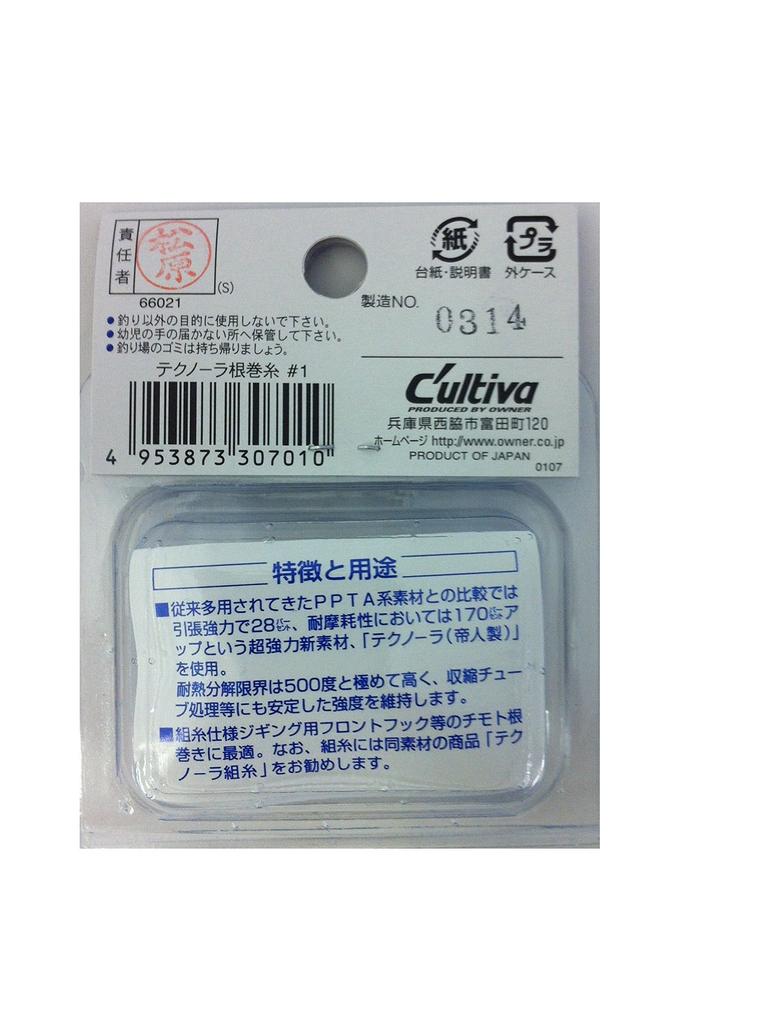 責任者
松原
(S)
66021
●釣り以外の目的に使用しないで下さい。
●幼児の手の届かない所へ保管して下さい。
●釣り場のゴミは持ち帰りましょう。
テクノーラ根巻糸 #1
4 953873 307010
紙
台紙・説明書
プラ
外ケース
製造NO.
0314
C'ultiva
PRODUCED BY OWNER
兵庫県西脇市富田町120
ホームページ http://www.owner.co.jp
PRODUCT OF JAPAN
0107
特徴と用途
■従来多用されてきたPPTA系素材との比較では
引張強力で28㌫、耐摩耗性においては170㌫ア
ップという超強力新素材、「テクノーラ(帝人製)」
を使用。
耐熱分解限界は500度と極めて高く、収縮チュー
ブ処理等にも安定した強度を維持します。
■組糸仕様ジギング用フロントフック等のチモト根
巻きに最適。なお、組糸には同素材の商品「テク
ノーラ組糸」をお勧めします。